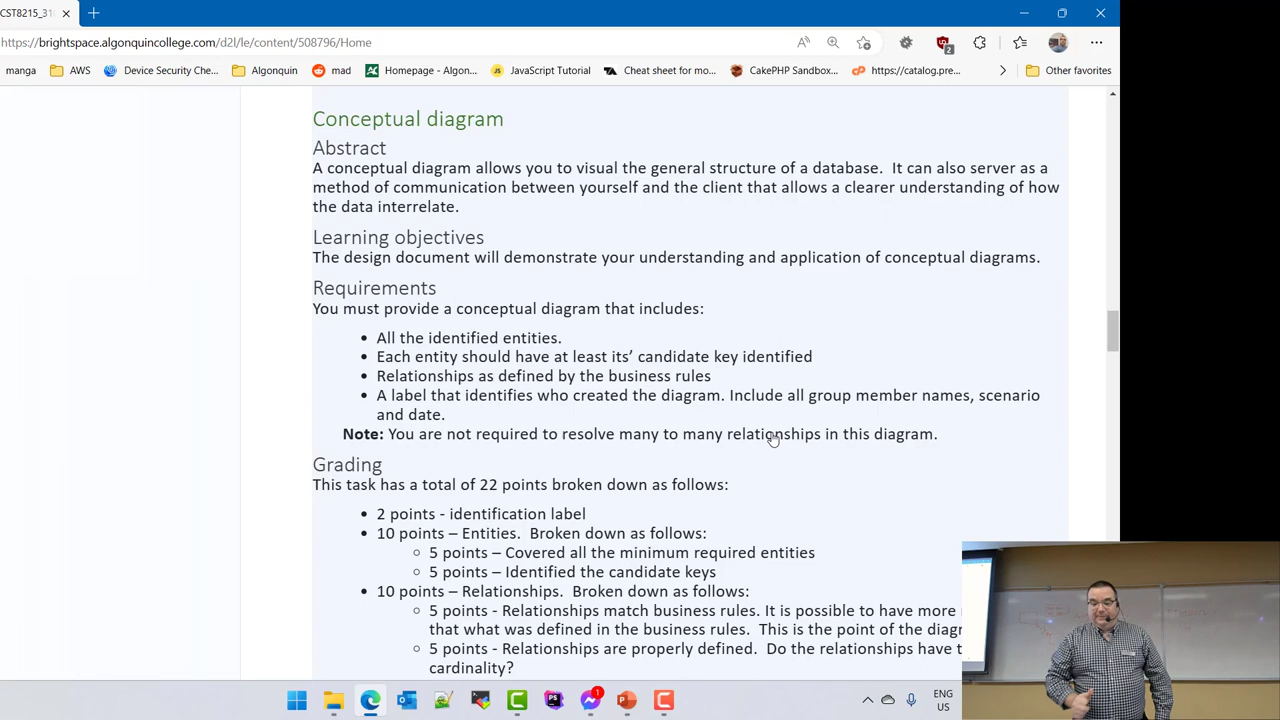 CST8215_31
https://brightspace.algonquincollege.com/d2l/le/content/508796/Home
2
manga
AWS
Device Security Che...
Algonquin
mad
Homepage - Algon...
JavaScript Tutorial
Cheat sheet for mo...
CakePHP Sandbox...
https://catalog.pre...
Other favorites
Conceptual diagram
Abstract
A conceptual diagram allows you to visual the general structure of a database. It can also server as a
method of communication between yourself and the client that allows a clearer understanding of how
the data interrelate.
Learning objectives
The design document will demonstrate your understanding and application of conceptual diagrams.
Requirements
You must provide a conceptual diagram that includes:
• All the identified entities.
• Each entity should have at least its’ candidate key identified
• Relationships as defined by the business rules
• A label that identifies who created the diagram. Include all group member names, scenario
and date.
Note: You are not required to resolve many to many relationships in this diagram.
Grading
This task has a total of 22 points broken down as follows:
• 2 points - identification label
• 10 points – Entities. Broken down as follows:
○ 5 points – Covered all the minimum required entities
○ 5 points – Identified the candidate keys
• 10 points – Relationships. Broken down as follows:
○ 5 points - Relationships match business rules. It is possible to have more
that what was defined in the business rules. This is the point of the diag
○ 5 points - Relationships are properly defined. Do the relationships have t
cardinality?
1
ENG
US